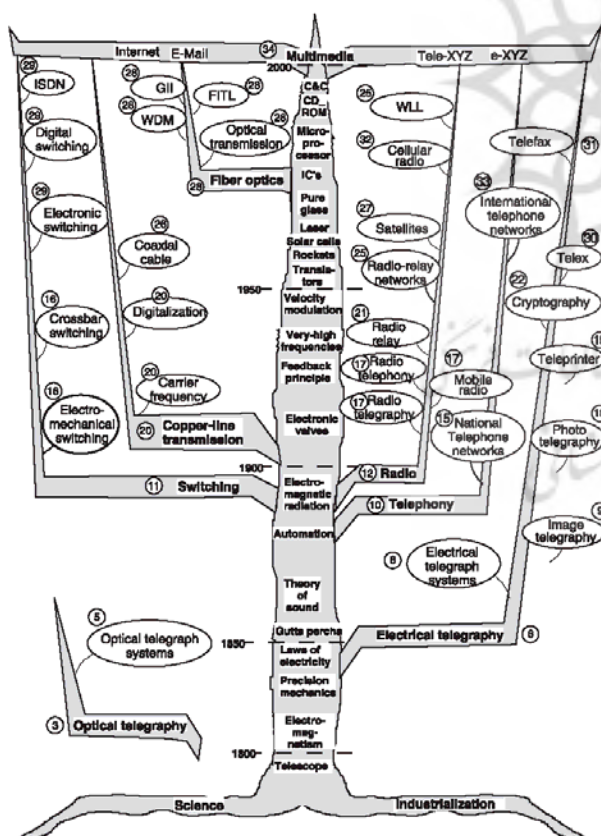 Internet
E-Mail
34
Multimedia
Tele-XYZ
e-XYZ
2000
29
ISDN
28
GII
FITL
28
C&C
CD_
ROM
25
WLL
28
WDM
Optical
transmission
28
29
Digital
switching
Micro-
proc-
cessor
32
Cellular
radio
Telefax
31
Fiber optics
28
IC's
33
International
telephone
networks
29
Electronic
switching
Pure
glass
27
Satellites
26
Coaxial
cable
Laser
Solar cells
Rockets
Transis-
tors
25
Radio-relay
networks
30
Telex
1950
22
Cryptography
16
Crossbar
switching
20
Digitalization
Velocity
modulation
21
Radio
relay
Very-high
frequencies
Teleprinter
Feedback
principle
17
Radio
telephony
17
Mobile
radio
20
Carrier
frequency
17
Radio
telegraphy
16
Electro-
mechanical
switching
15
National
Telephone
networks
Photo
telegraphy
20
Copper-line
transmission
Electronic
valves
1900
12
Radio
11
Switching
Electro-
magnetic
radiation
10
Telephony
9
Image
telegraphy
Automation
8
Electrical
telegraph
systems
Theory
of
sound
5
Optical telegraph
systems
Gutta percha
1850
Electrical telegraphy
Laws of
electricity
Precision
mechanics
3
Optical telegraphy
Electro-
mag-
netism
1800
Telescope
Science
Industrialization